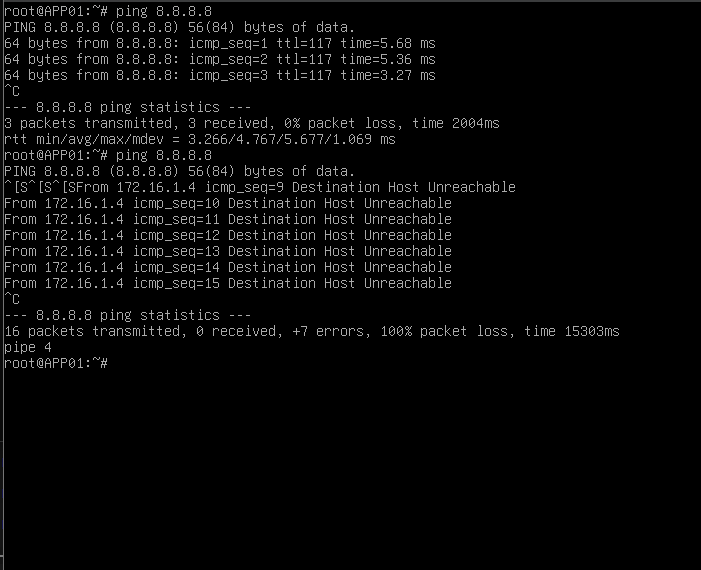 root@APP01:~# ping 8.8.8.8
PING 8.8.8.8 (8.8.8.8) 56(84) bytes of data.
64 bytes from 8.8.8.8: icmp_seq=1 ttl=117 time=5.68 ms
64 bytes from 8.8.8.8: icmp_seq=2 ttl=117 time=5.36 ms
64 bytes from 8.8.8.8: icmp_seq=3 ttl=117 time=3.27 ms
^C
--- 8.8.8.8 ping statistics ---
3 packets transmitted, 3 received, 0% packet loss, time 2004ms
rtt min/avg/max/mdev = 3.266/4.767/5.677/1.069 ms
root@APP01:~# ping 8.8.8.8
PING 8.8.8.8 (8.8.8.8) 56(84) bytes of data.
^[S^[S^[SFrom 172.16.1.4 icmp_seq=9 Destination Host Unreachable
From 172.16.1.4 icmp_seq=10 Destination Host Unreachable
From 172.16.1.4 icmp_seq=11 Destination Host Unreachable
From 172.16.1.4 icmp_seq=12 Destination Host Unreachable
From 172.16.1.4 icmp_seq=13 Destination Host Unreachable
From 172.16.1.4 icmp_seq=14 Destination Host Unreachable
From 172.16.1.4 icmp_seq=15 Destination Host Unreachable
^C
--- 8.8.8.8 ping statistics ---
16 packets transmitted, 0 received, +7 errors, 100% packet loss, time 15303ms
pipe 4
root@APP01:~#